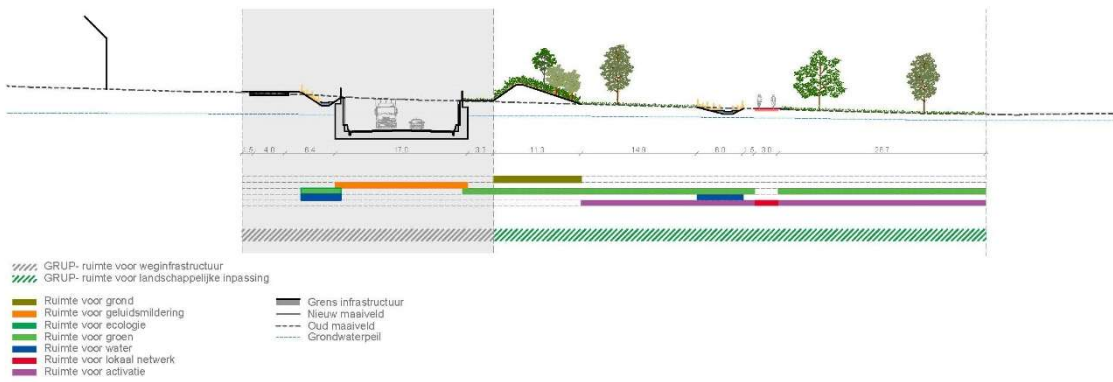 1.5 4.0 6.4 17.0 3.3 11.3 14.8 6.0 1.5 3.0 26.7
GRUP- ruimte voor weginfrastructuur
GRUP- ruimte voor landschappelijke inpassing
Ruimte voor grond
Ruimte voor geluidsmildering
Ruimte voor ecologie
Ruimte voor groen
Ruimte voor water
Ruimte voor lokaal netwerk
Ruimte voor activatie
Grens infrastructuur
Nieuw maaiveld
Oud maaiveld
Grondwaterpeil